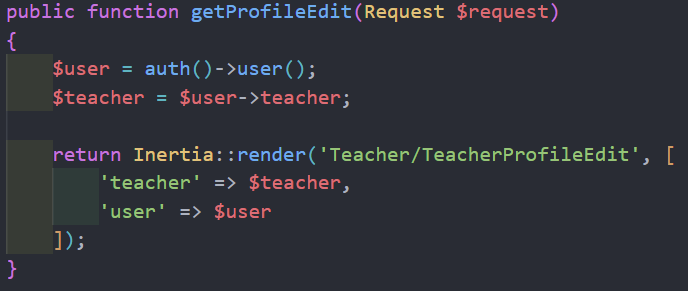 public function getProfileEdit(Request $request)
{
    $user = auth()->user();
    $teacher = $user->teacher;

    return Inertia::render('Teacher/TeacherProfileEdit', [
        'teacher' => $teacher,
        'user' => $user
    ]);
}